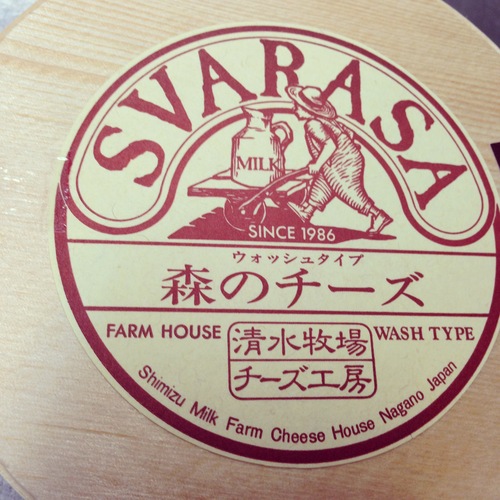 SVARASA
MILK
SINCE 1986
ウォッシュタイプ
森のチーズ
FARM HOUSE
清水牧場
チーズ工房
WASH TYPE
Shimizu Milk Farm Cheese House Nagano Japan